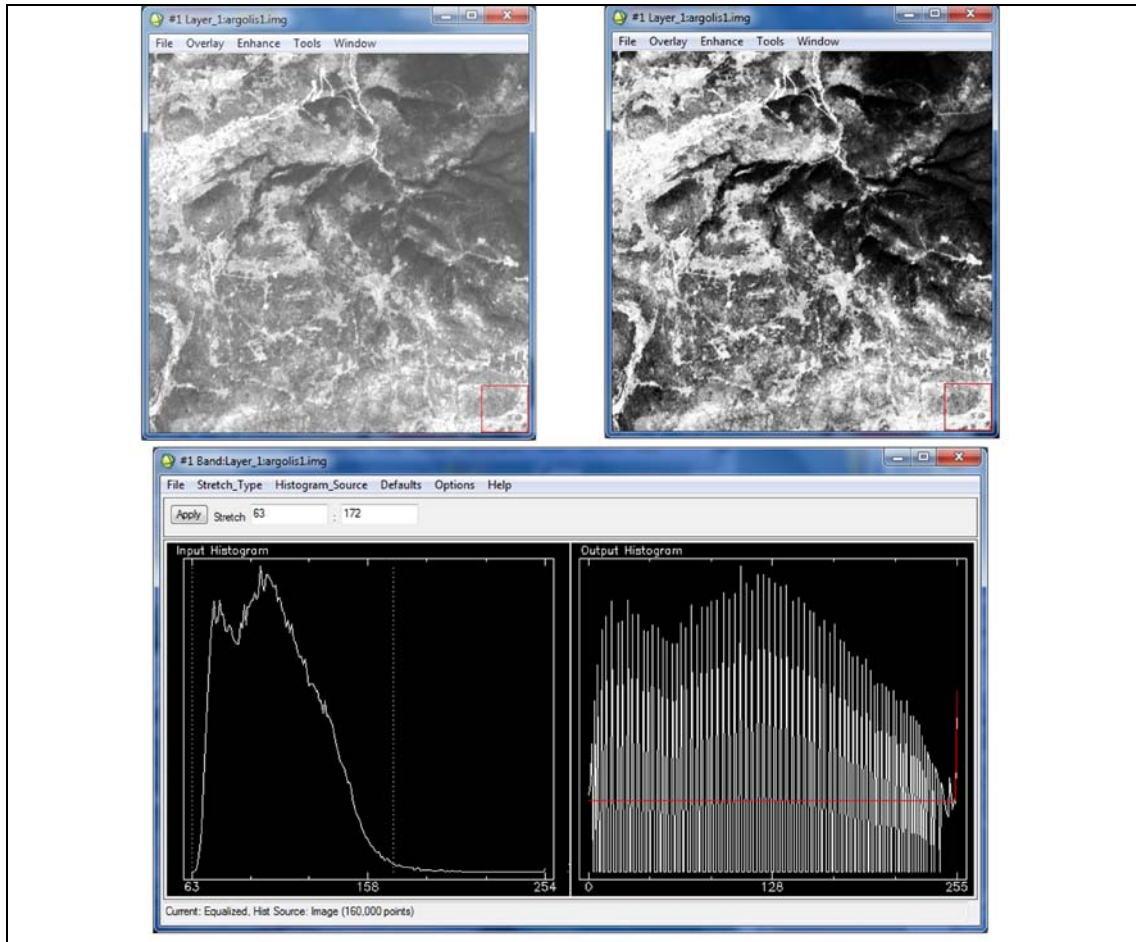 #1 Layer_1:argolis1.img
File Overlay Enhance Tools Window
#1 Layer_1:argolis1.img
File Overlay Enhance Tools Window
#1 Band:Layer_1:argolis1.img
File Stretch_Type Histogram_Source Defaults Options Help
Apply Stretch 63 : 172
Input Histogram
63 158 254
Output Histogram
0 128 255
Current: Equalized, Hist Source: Image (160,000 points)